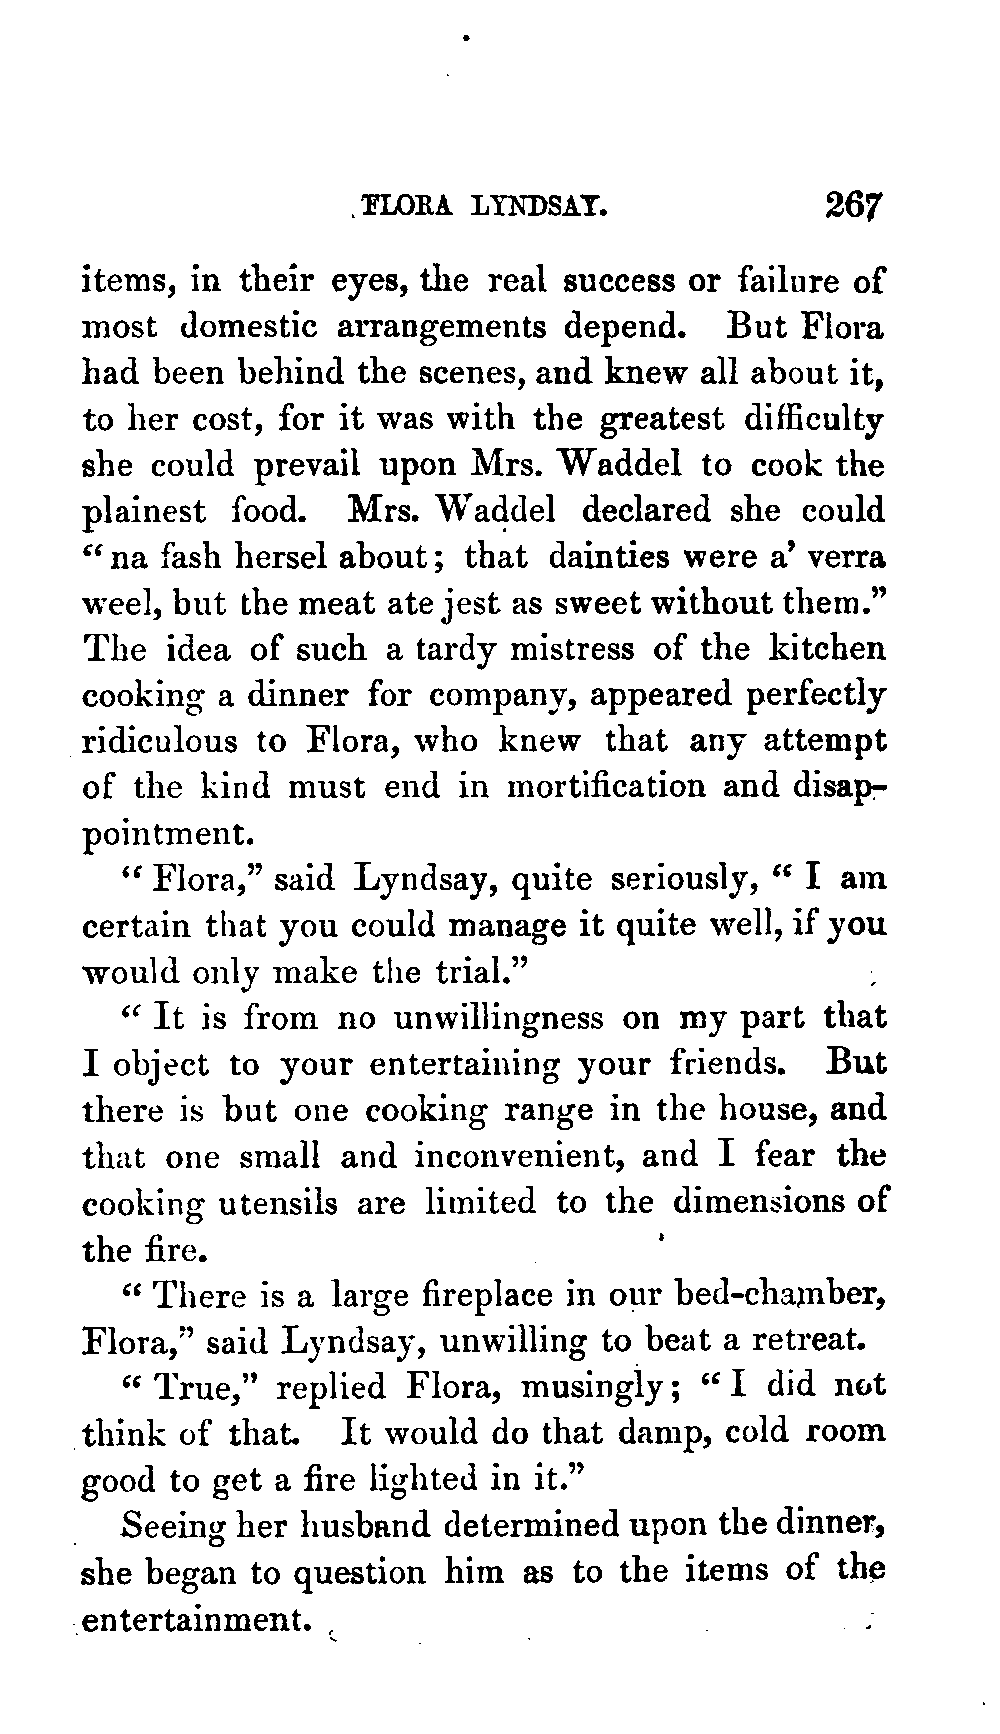 FLORA LYNDSAY. 267
items, in their eyes, the real success or failure of
most domestic arrangements depend. But Flora
had been behind the scenes, and knew all about it,
to her cost, for it was with the greatest difficulty
she could prevail upon Mrs. Waddel to cook the
plainest food. Mrs. Waddel declared she could
“na fash hersel about; that dainties were a’ verra
weel, but the meat ate jest as sweet without them.”
The idea of such a tardy mistress of the kitchen
cooking a dinner for company, appeared perfectly
ridiculous to Flora, who knew that any attempt
of the kind must end in mortification and disap-
pointment.
“Flora,” said Lyndsay, quite seriously, “I am
certain that you could manage it quite well, if you
would only make the trial.”
“It is from no unwillingness on my part that
I object to your entertaining your friends. But
there is but one cooking range in the house, and
that one small and inconvenient, and I fear the
cooking utensils are limited to the dimensions of
the fire.
“There is a large fireplace in our bed-chamber,
Flora,” said Lyndsay, unwilling to beat a retreat.
“True,” replied Flora, musingly; “I did not
think of that. It would do that damp, cold room
good to get a fire lighted in it.”
Seeing her husband determined upon the dinner,
she began to question him as to the items of the
entertainment.